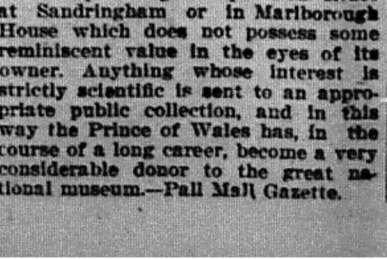 at Sandringham or in Marlborough
House which does not possess some
reminiscent value in the eyes of its
owner. Anything whose interest is
strictly scientific is sent to an appro-
priate public collection, and in this
way the Prince of Wales has, in the
course of a long career, become a very
considerable donor to the great na-
tional museum.—Pall Mall Gazette.